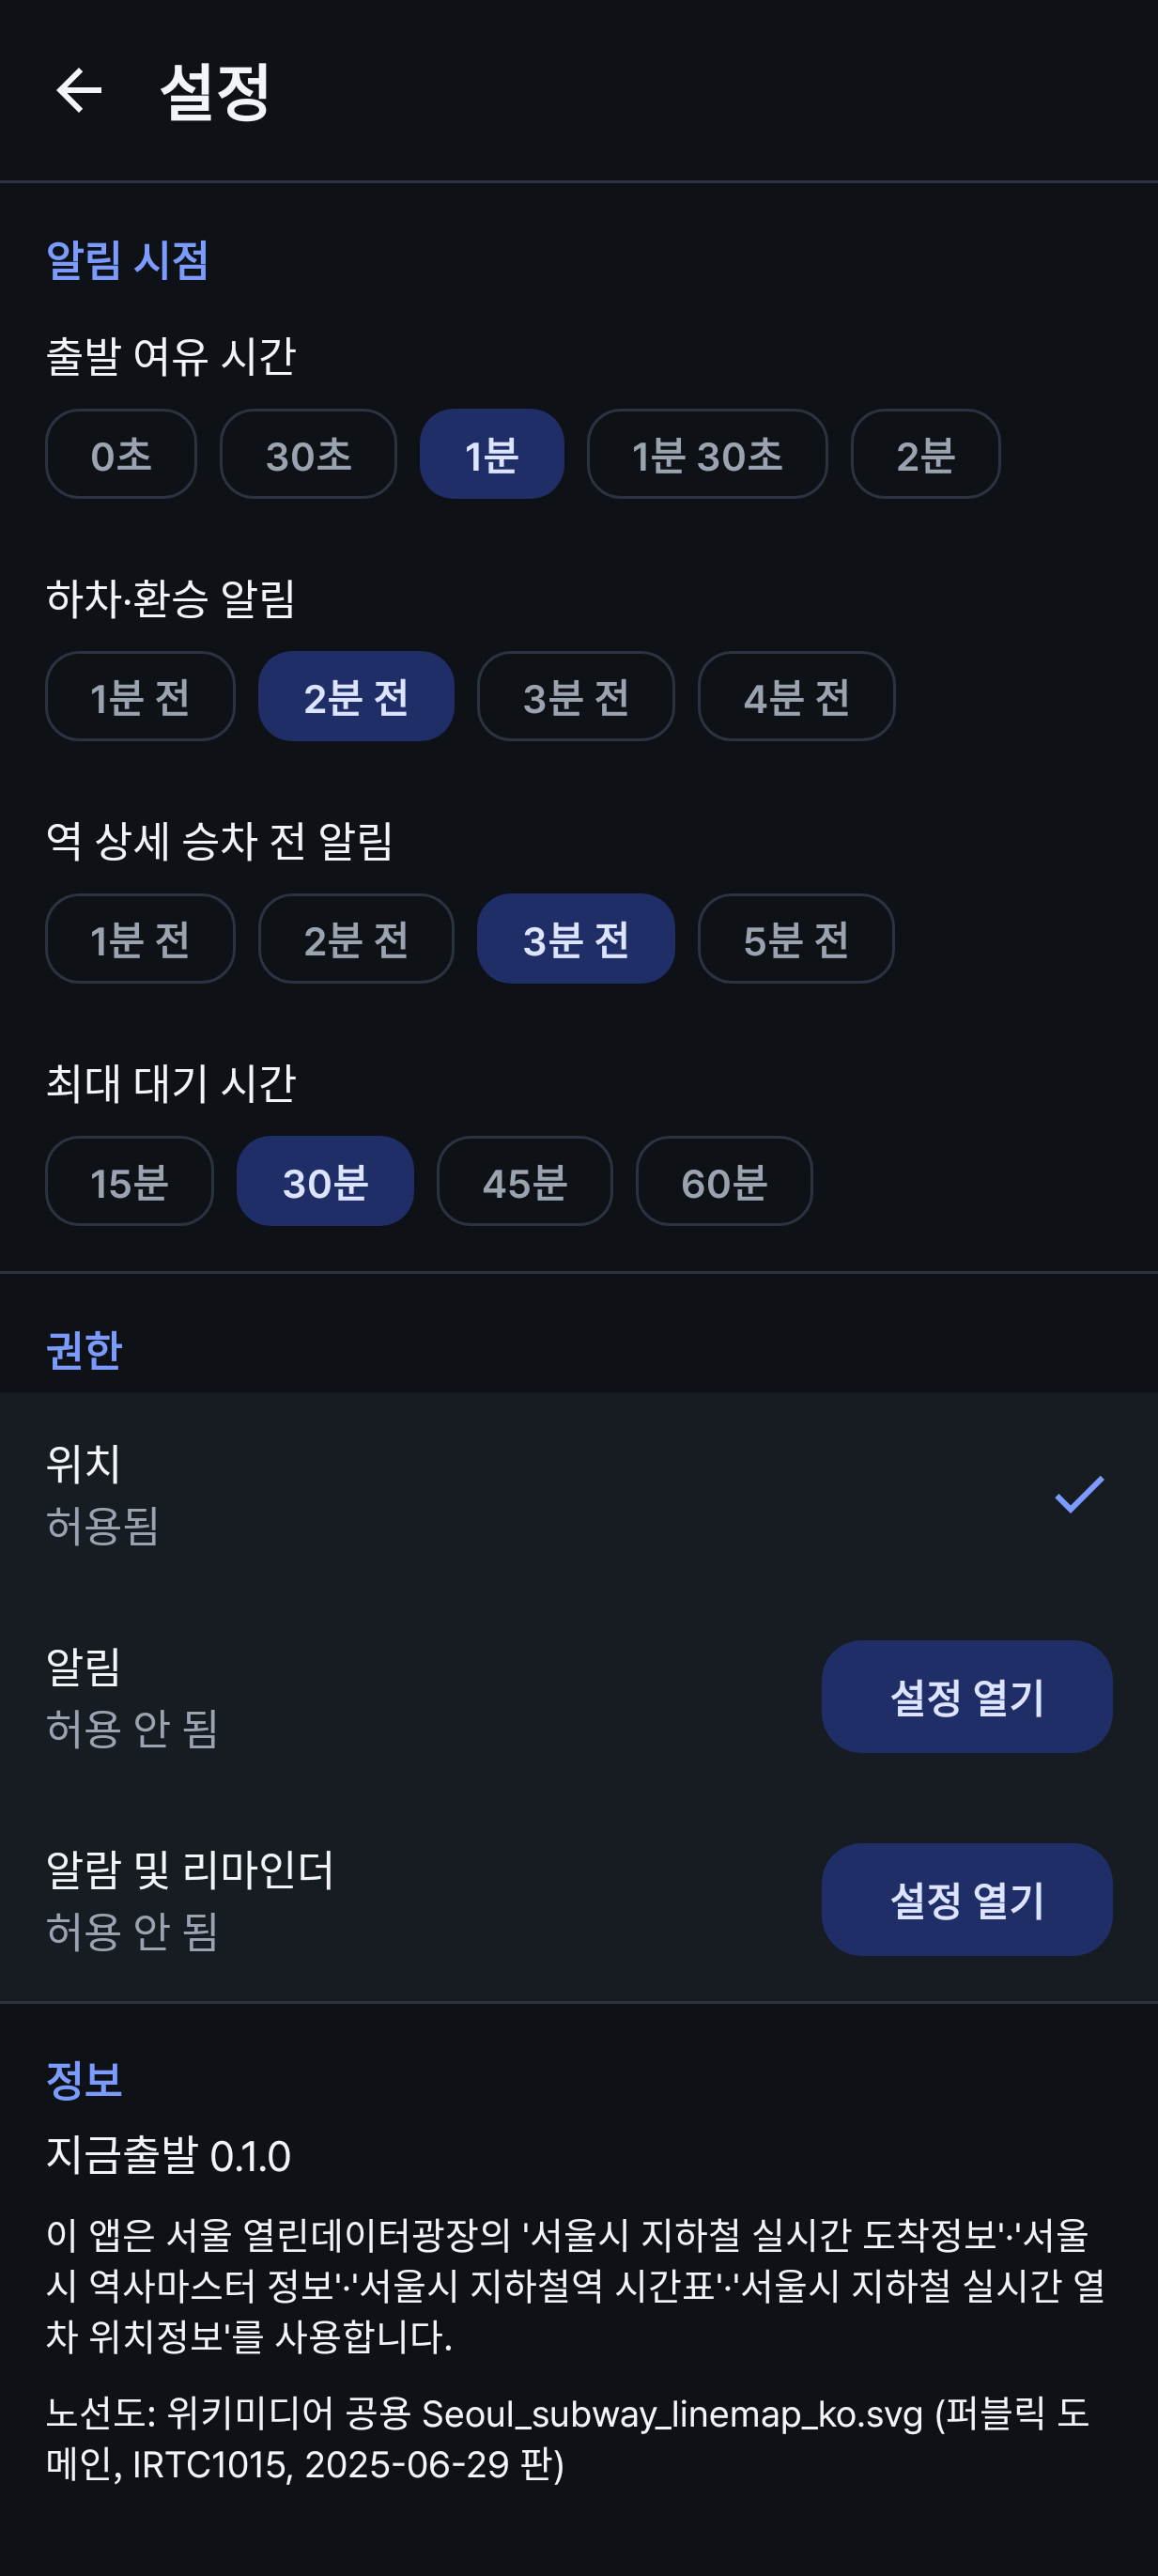 설정
알림 시점
출발 여유 시간
0초 30초 1분 1분 30초 2분
하차·환승 알림
1분 전 2분 전 3분 전 4분 전
역 상세 승차 전 알림
1분 전 2분 전 3분 전 5분 전
최대 대기 시간
15분 30분 45분 60분
권한
위치
허용됨
알림
허용 안 됨
설정 열기
알람 및 리마인더
허용 안 됨
설정 열기
정보
지금출발 0.1.0
이 앱은 서울 열린데이터광장의 '서울시 지하철 실시간 도착정보'·'서울
시 역사마스터 정보'·'서울시 지하철역 시간표'·'서울시 지하철 실시간 열
차 위치정보'를 사용합니다.
노선도: 위키미디어 공용 Seoul_subway_linemap_ko.svg (퍼블릭 도
메인, IRTC1015, 2025-06-29 판)